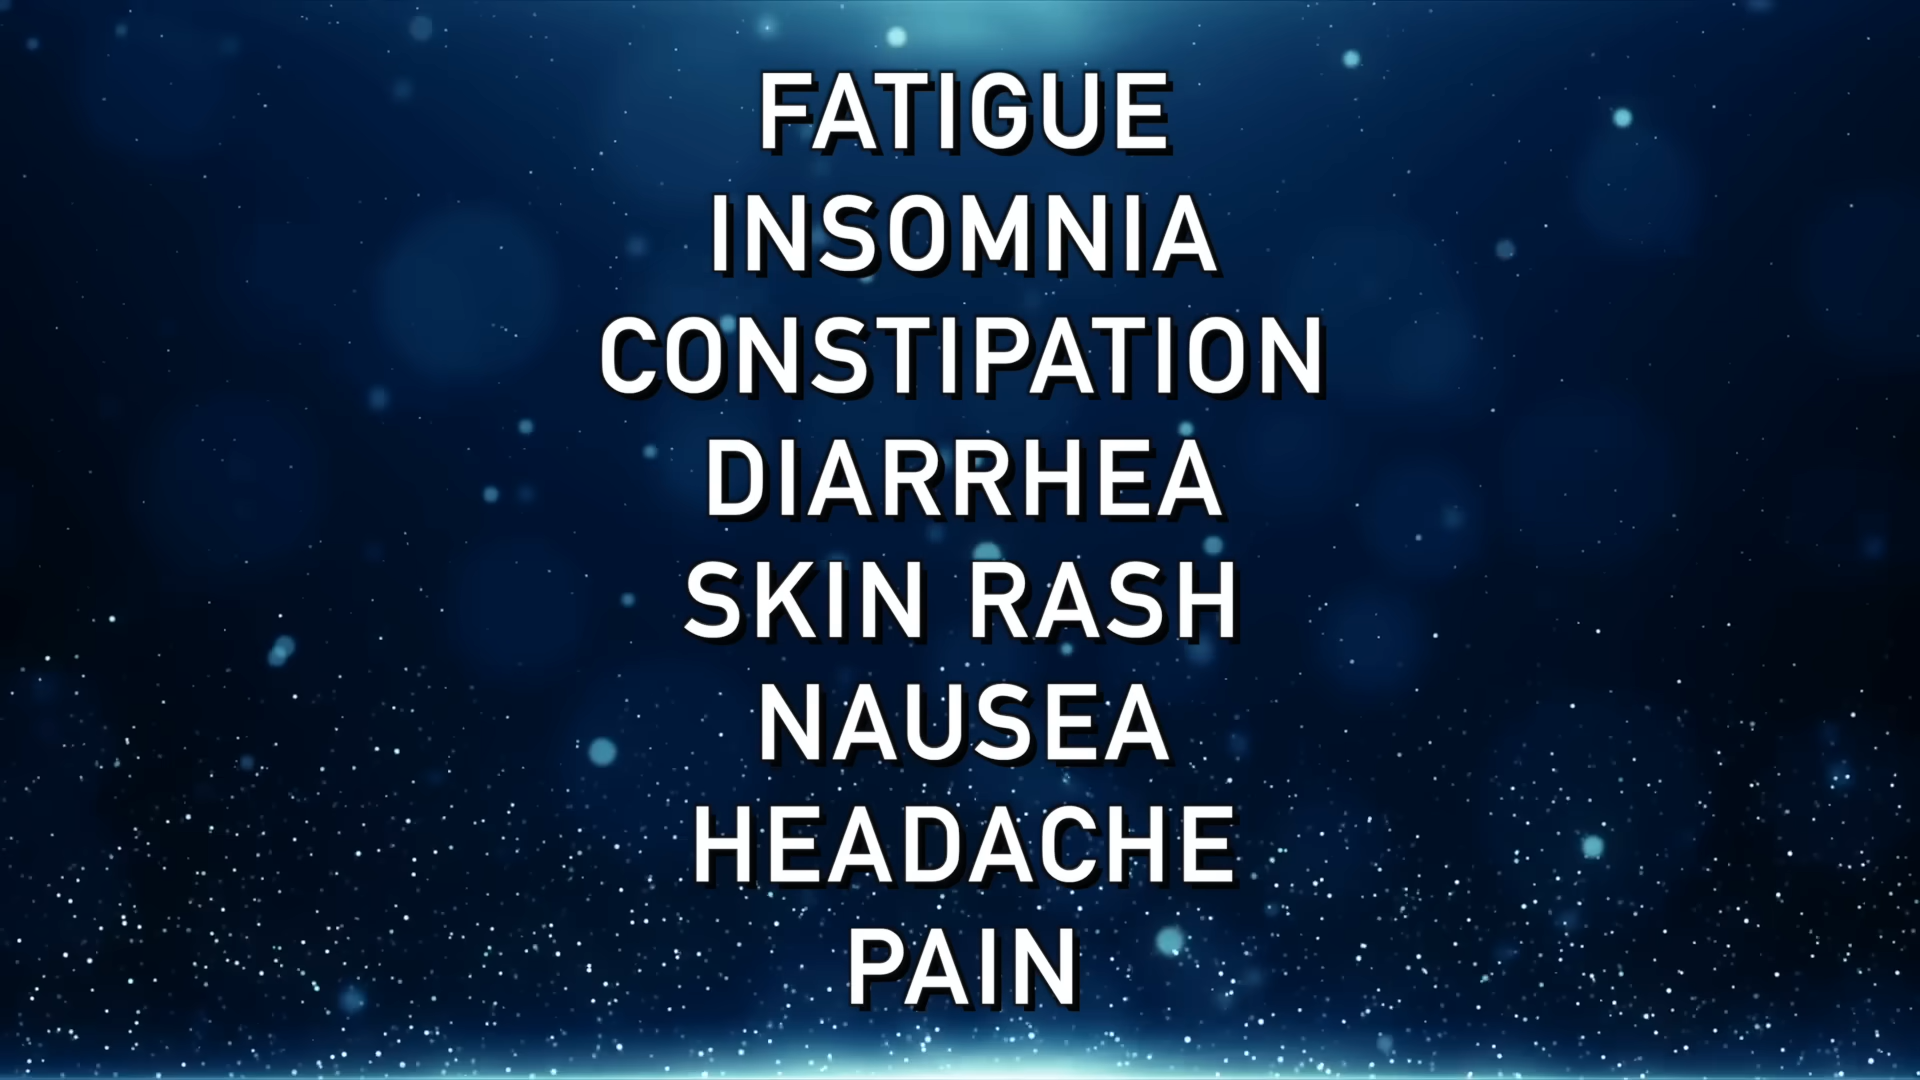 FATIGUE
INSOMNIA
CONSTIPATION
DIARRHEA
SKIN RASH
NAUSEA
HEADACHE
PAIN